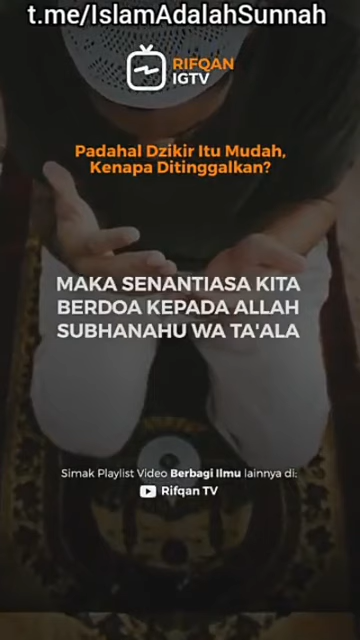 t.me/IslamAdalahSunnah
RIFQAN
IGTV
Padahal Dzikir Itu Mudah,
Kenapa Ditinggalkan?
MAKA SENANTIASA KITA
BERDOA KEPADA ALLAH
SUBHANAHU WA TA'ALA
Simak Playlist Video Berbagi Ilmu lainnya di:
Rifqan TV